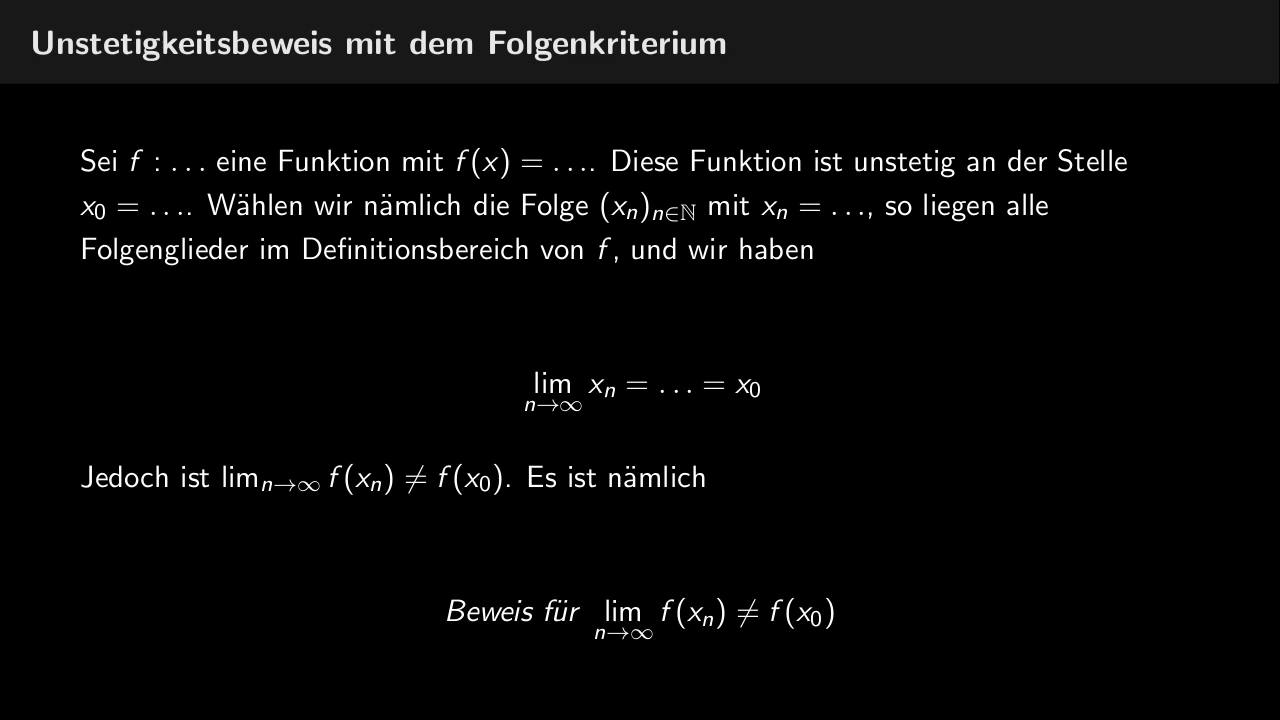 Unstetigkeitsbeweis mit dem Folgenkriterium
Sei f : . . . eine Funktion mit f(x) = . . .. Diese Funktion ist unstetig an der Stelle
x₀ = . . .. Wählen wir nämlich die Folge (xₙ)ₙ∈ℕ mit xₙ = . . ., so liegen alle
Folgenglieder im Definitionsbereich von f, und wir haben
lim n→∞ xₙ = . . . = x₀
Jedoch ist limₙ→∞ f(xₙ) ≠ f(x₀). Es ist nämlich
Beweis für lim n→∞ f(xₙ) ≠ f(x₀)